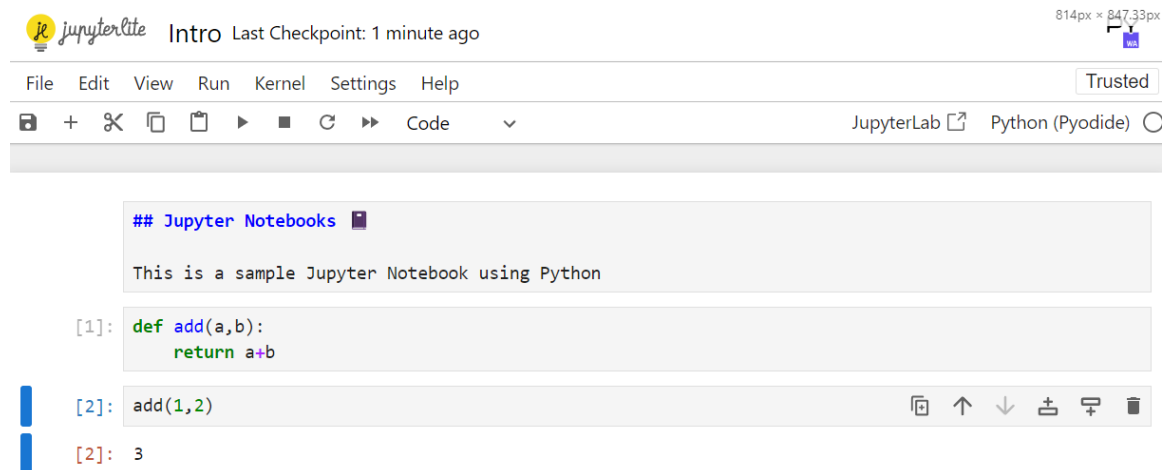 814px × 847.33px
jupyterlite Intro Last Checkpoint: 1 minute ago
WA
File Edit View Run Kernel Settings Help
Trusted
Code JupyterLab Python (Pyodide)
## Jupyter Notebooks
This is a sample Jupyter Notebook using Python
[1]: def add(a,b):
    return a+b
[2]: add(1,2)
[2]: 3